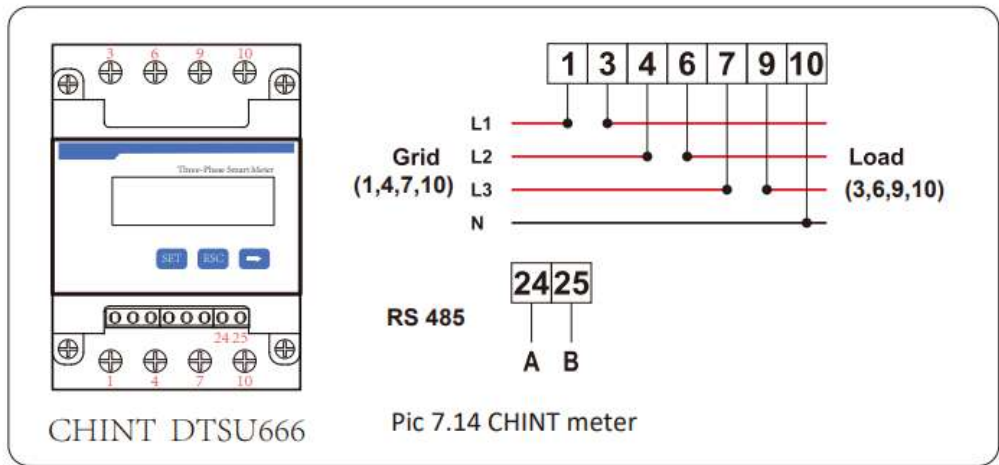 3 6 9 10
Three-Phase Smart Meter
SET ESC
24 25
1 4 7 10
CHINT DTSU666
1 3 4 6 7 9 10
L1
L2
L3
N
Grid
(1,4,7,10)
Load
(3,6,9,10)
24 25
RS 485
A B
Pic 7.14 CHINT meter